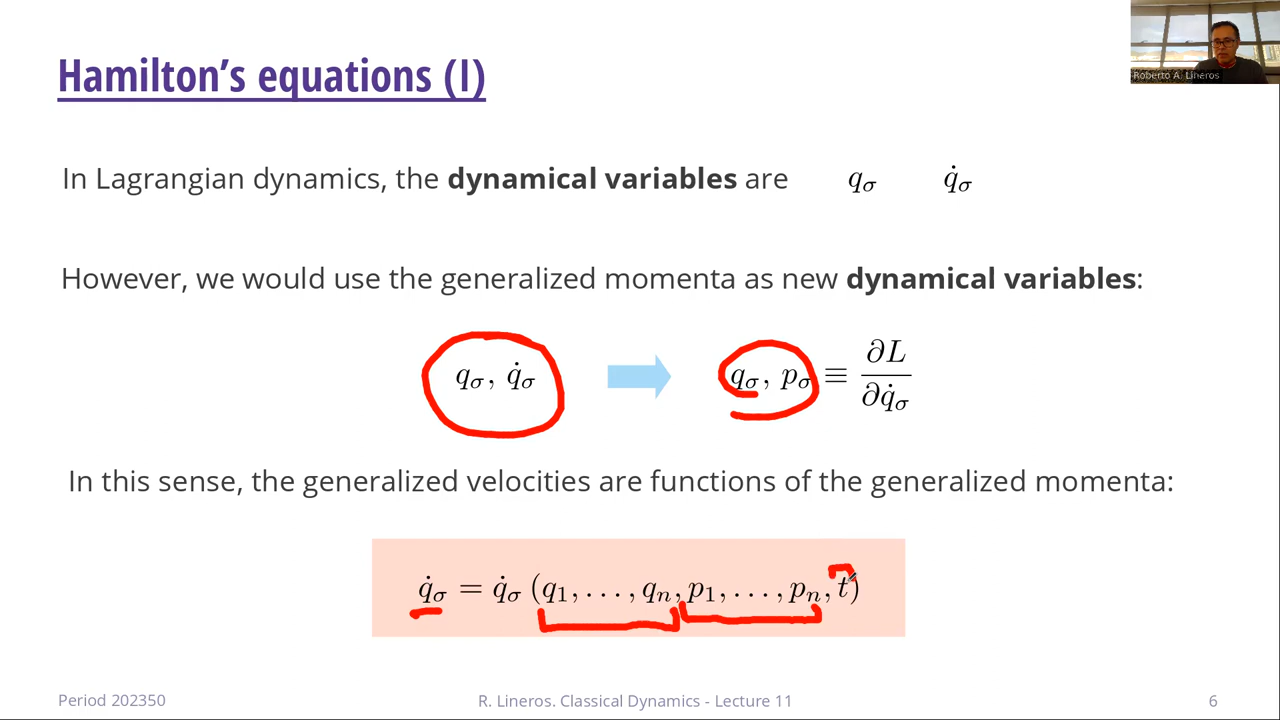 Hamilton's equations (I)
Roberto A. Lineros
In Lagrangian dynamics, the dynamical variables are q_σ q̇_σ
However, we would use the generalized momenta as new dynamical variables:
q_σ, q̇_σ q_σ, p_σ ≡ ∂L/∂q̇_σ
In this sense, the generalized velocities are functions of the generalized momenta:
q̇_σ = q̇_σ (q_1, . . . , q_n, p_1, . . . , p_n, t)
Period 202350 R. Lineros. Classical Dynamics - Lecture 11 6